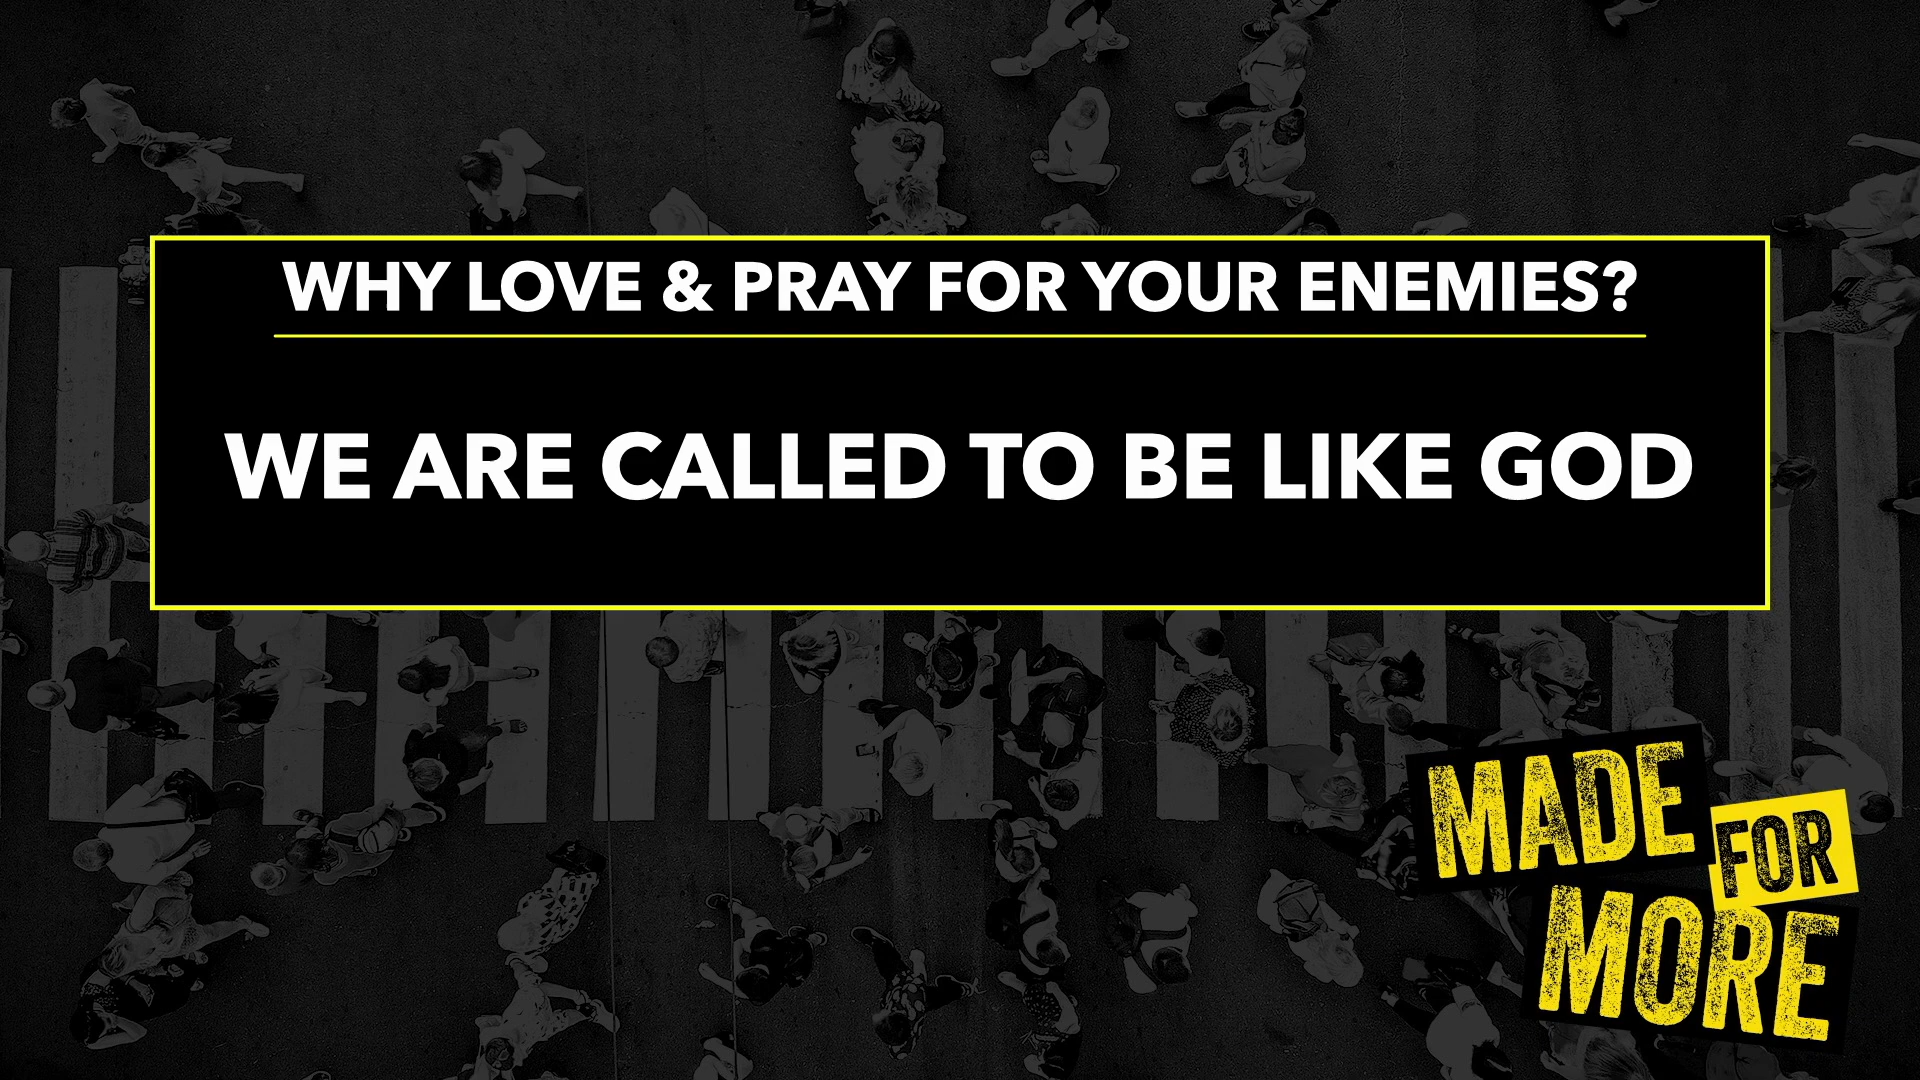 WHY LOVE & PRAY FOR YOUR ENEMIES?
WE ARE CALLED TO BE LIKE GOD
MADE
FOR
MORE